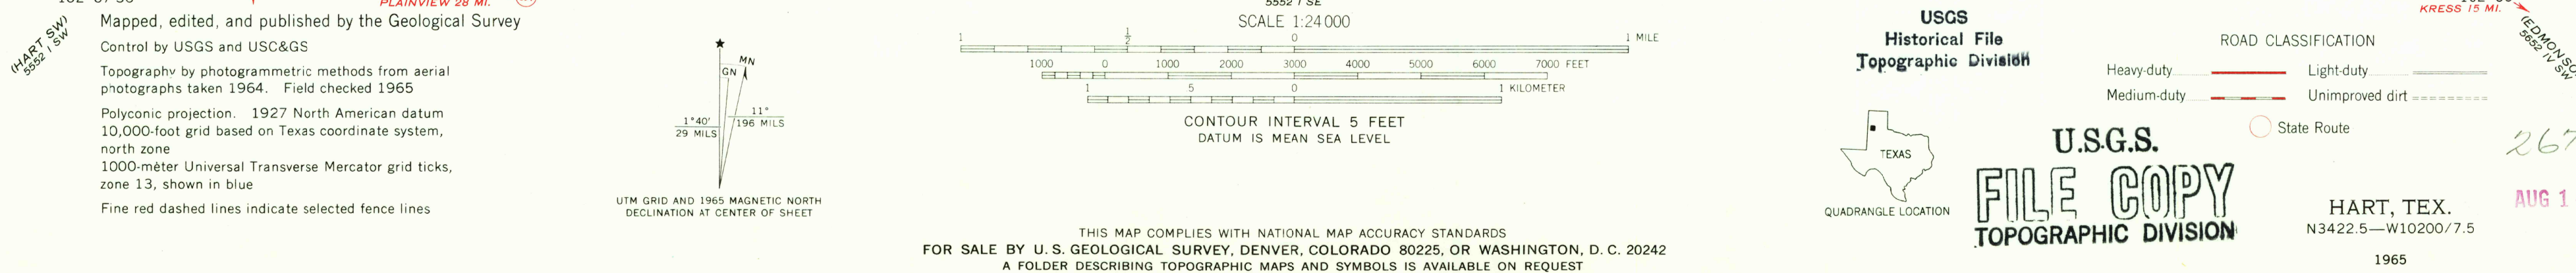 PLAINVIEW 28 MI.
(HART SW)
5552 I SW
Mapped, edited, and published by the Geological Survey
Control by USGS and USC&GS
Topography by photogrammetric methods from aerial
photographs taken 1964. Field checked 1965
Polyconic projection. 1927 North American datum
10,000-foot grid based on Texas coordinate system,
north zone
1000-meter Universal Transverse Mercator grid ticks,
zone 13, shown in blue
Fine red dashed lines indicate selected fence lines
MN
GN
1°40'
29 MILS
11°
196 MILS
UTM GRID AND 1965 MAGNETIC NORTH
DECLINATION AT CENTER OF SHEET
5552 I SE
SCALE 1:24 000
1 ½ 0 1 MILE
1000 0 1000 2000 3000 4000 5000 6000 7000 FEET
1 5 0 1 KILOMETER
CONTOUR INTERVAL 5 FEET
DATUM IS MEAN SEA LEVEL
THIS MAP COMPLIES WITH NATIONAL MAP ACCURACY STANDARDS
FOR SALE BY U. S. GEOLOGICAL SURVEY, DENVER, COLORADO 80225, OR WASHINGTON, D. C. 20242
A FOLDER DESCRIBING TOPOGRAPHIC MAPS AND SYMBOLS IS AVAILABLE ON REQUEST
USGS
Historical File
Topographic Division
TEXAS
QUADRANGLE LOCATION
U.S.G.S.
FILE COPY
TOPOGRAPHIC DIVISION
KRESS 15 MI.
5652 IV SW
ROAD CLASSIFICATION
Heavy-duty Light-duty
Medium-duty Unimproved dirt
State Route
267
AUG 1
HART, TEX.
N3422.5—W10200/7.5
1965